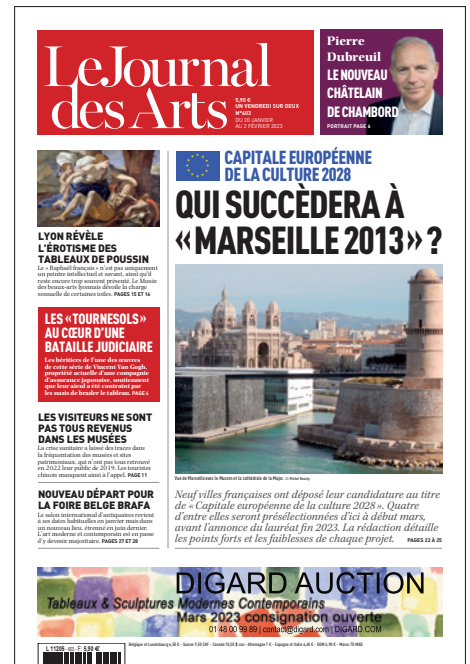 Le Journal
des Arts
5,90 €
UN VENDREDI SUR DEUX
N°603
DU 20 JANVIER
AU 2 FÉVRIER 2023
Pierre
Dubreuil
LE NOUVEAU
CHÂTELAIN
DE CHAMBORD
PORTRAIT PAGE 6
LYON RÉVÈLE
L'ÉROTISME DES
TABLEAUX DE POUSSIN
Le « Raphaël français » n'est pas uniquement
un peintre intellectuel et savant, ainsi qu'il
reste encore trop souvent présenté. Le Musée
des beaux-arts lyonnais dévoile la charge
sensuelle de certaines toiles. PAGES 15 ET 16
LES «TOURNESOLS»
AU CŒUR D'UNE
BATAILLE JUDICIAIRE
Les héritiers de l'une des œuvres
de cette série de Vincent Van Gogh,
propriété actuelle d'une compagnie
d'assurance japonaise, soutiennent
que leur aïeul a été contraint par
les nazis de brader le tableau. PAGE 4
LES VISITEURS NE SONT
PAS TOUS REVENUS
DANS LES MUSÉES
La crise sanitaire a laissé des traces dans
la fréquentation des musées et sites
patrimoniaux, qui n'ont pas tous retrouvé
en 2022 leur public de 2019. Les touristes
chinois manquent ainsi à l'appel. PAGE 11
NOUVEAU DÉPART POUR
LA FOIRE BELGE BRAFA
Le salon international d'antiquaires revient
à ses dates habituelles en janvier mais dans
un nouveau lieu, étrenné en juin dernier.
L'art moderne et contemporain est en passe
d'y devenir majoritaire. PAGES 27 ET 28
CAPITALE EUROPÉENNE
DE LA CULTURE 2028
QUI SUCCÈDERA À
«MARSEILLE 2013» ?
Vue de Marseille avec le Mucem et la cathédrale de la Major.
Neuf villes françaises ont déposé leur candidature au titre
de « Capitale européenne de la culture 2028 ». Quatre
d'entre elles seront présélectionnées d'ici à début mars,
avant l'annonce du lauréat fin 2023. La rédaction détaille
les points forts et les faiblesses de chaque projet. PAGES 22 À 25
DIGARD AUCTION
Tableaux & Sculptures Modernes Contemporains
Mars 2023 consignation ouverte
01 48 00 99 89 | contact@digard.com | DIGARD.COM
L 11205 - 603 - F: 5,90 €